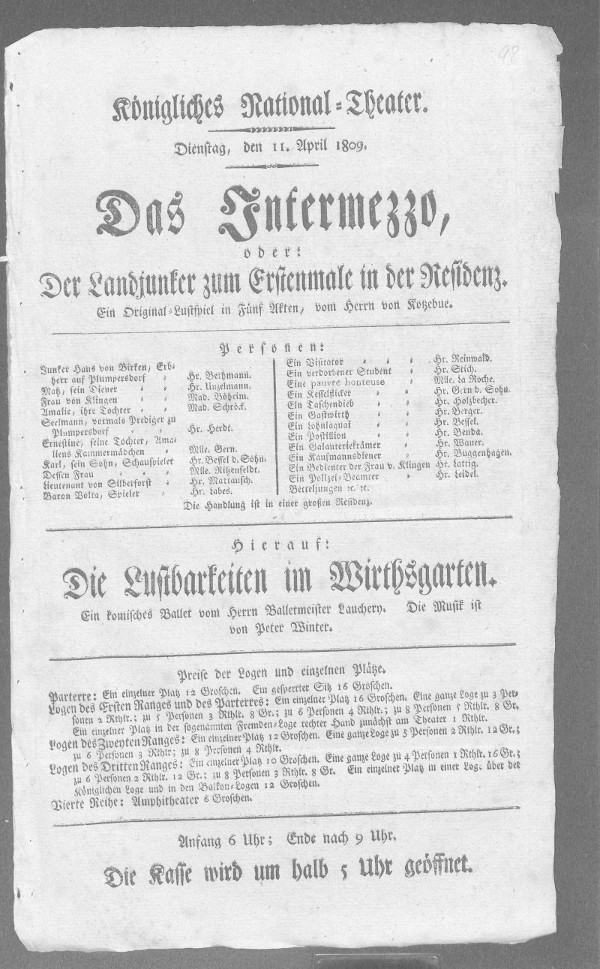 98
Königliches National-Theater.
Dienstag, den 11. April 1809.
Das Intermezzo,
oder:
Der Landjunker zum Erstenmale in der Residenz.
Ein Original-Lustspiel in Fünf Akten, vom Herrn von Kotzebue.
Personen:
Junker Hans von Birken, Erb-
herr auf Plumpersdorf Hr. Bethmann.
Matz, sein Diener Hr. Unzelmann.
Frau von Klingen Mad. Böheim.
Amalie, ihre Tochter Mad. Schröck.
Seelmann, vormals Prediger zu
Plumpersdorf Hr. Herdt.
Ernestine, seine Tochter, Ama-
liens Kammermädchen Mlle. Gern.
Karl, sein Sohn, Schauspieler Hr. Bessel d. Sohn.
Dessen Frau Mlle. Ritzenfeldt.
Lieutenant von Silberforst Hr. Mattausch.
Baron Volta, Spieler Hr. Labes.
Ein Visitator Hr. Reinwald.
Ein verdorbener Student Hr. Stich.
Eine pauvre honteuse Mlle. la Roche.
Ein Kesselflicker Hr. Gern d. Sohn.
Ein Taschendieb Hr. Holzbecher.
Ein Gastwirth Hr. Berger.
Ein Lohnlaquai Hr. Bessel.
Ein Postillion Hr. Benda.
Ein Galanteriekrämer Hr. Wauer.
Ein Kaufmannsdiener Hr. Buggenhagen.
Ein Bedienter der Frau v. Klingen Hr. Lattig.
Ein Polizei-Beamter Hr. Leidel.
Betteljungen ꝛc. ꝛc.
Die Handlung ist in einer großen Residenz.
Hierauf:
Die Lustbarkeiten im Wirthsgarten.
Ein komisches Ballet vom Herrn Balletmeister Lauchery. Die Musik ist
von Peter Winter.
Preise der Logen und einzelnen Plätze.
Parterre: Ein einzelner Platz 12 Groschen. Ein gesperrter Sitz 16 Groschen.
Logen des Ersten Ranges und des Parterres: Ein einzelner Platz 16 Groschen. Eine ganze Loge zu 3 Per-
sonen 2 Rthlr.; zu 5 Personen 3 Rthlr. 8 Gr.; zu 6 Personen 4 Rthlr.; zu 8 Personen 5 Rthlr. 8 Gr.
Ein einzelner Platz in der sogenannten Fremden-Loge rechter Hand zunächst am Theater 1 Rthlr.
Logen des Zweyten Ranges: Ein einzelner Platz 12 Groschen. Eine ganze Loge zu 5 Personen 2 Rthlr. 12 Gr.;
zu 6 Personen 3 Rthlr.; zu 8 Personen 4 Rthlr.
Logen des Dritten Ranges: Ein einzelner Platz 10 Groschen. Eine ganze Loge zu 4 Personen 1 Rthlr. 16 Gr.;
zu 6 Personen 2 Rthlr. 12 Gr.; zu 8 Personen 3 Rthlr. 8 Gr. Ein einzelner Platz in einer Log. über der
Königlichen Loge und in den Balkon-Logen 12 Groschen.
Vierte Reihe: Amphitheater 6 Groschen.
Anfang 6 Uhr; Ende nach 9 Uhr.
Die Kasse wird um halb 5 Uhr geöffnet.